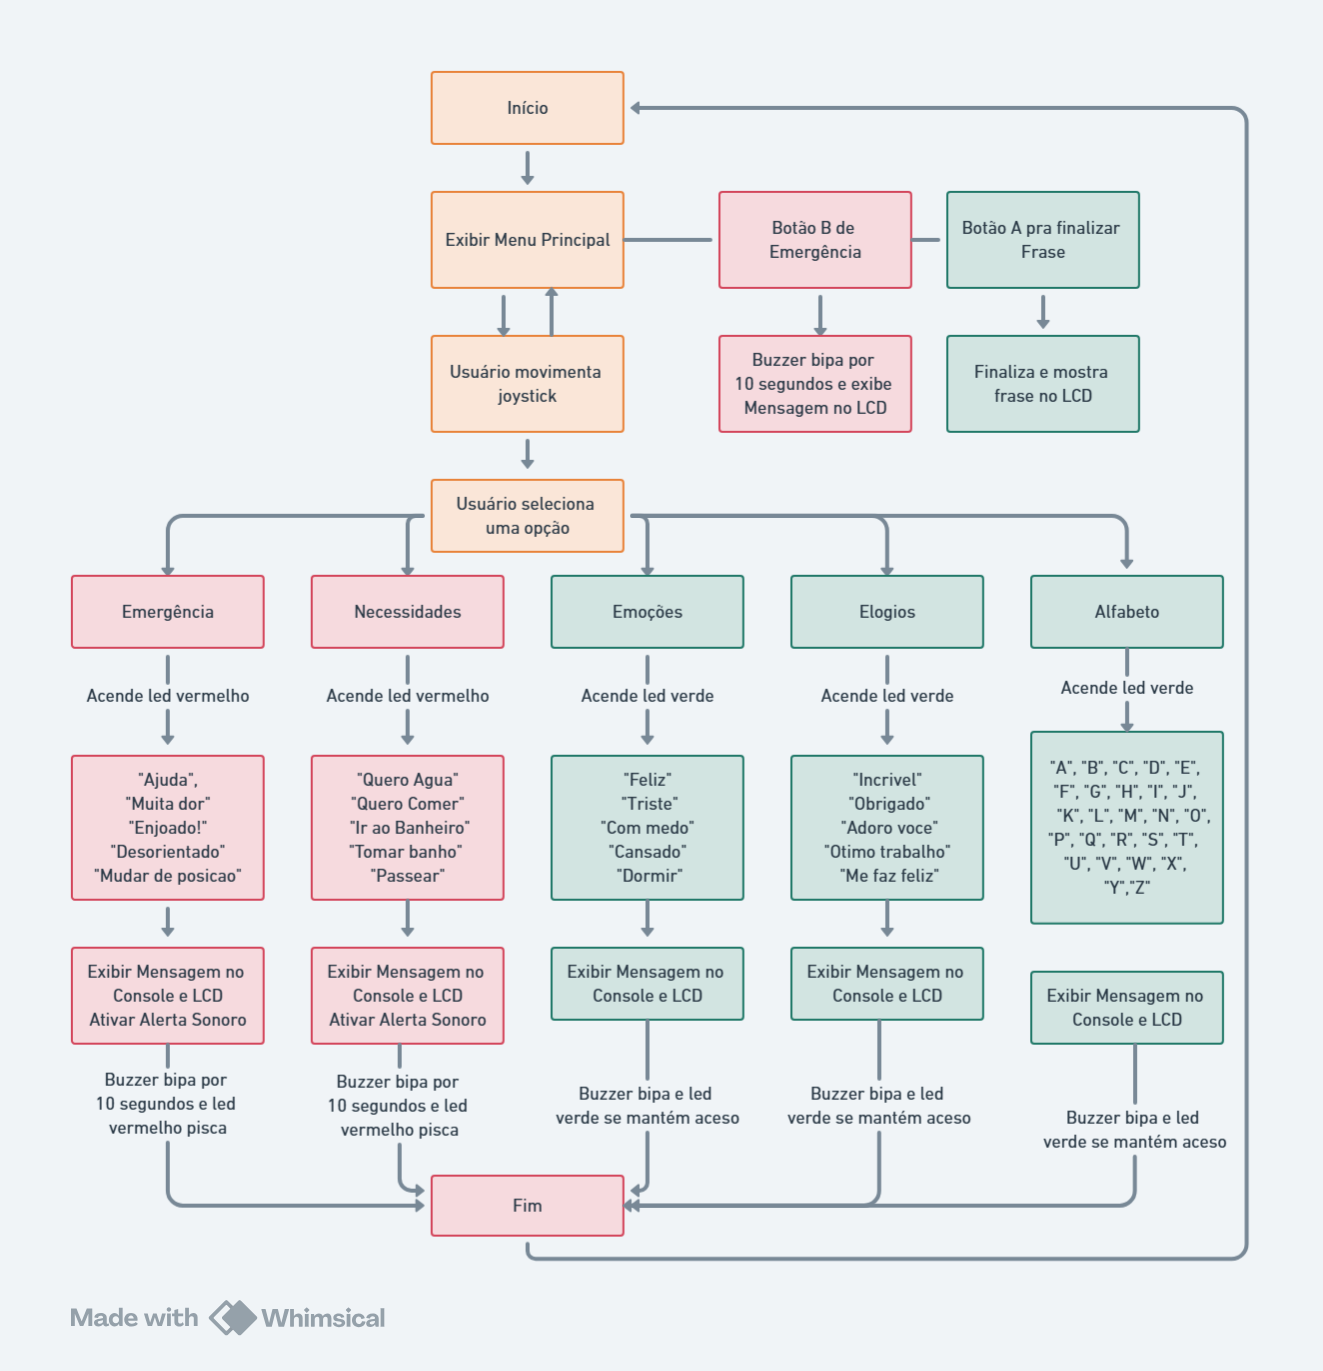 Início
Exibir Menu Principal
Botão B de
Emergência
Botão A pra finalizar
Frase
Usuário movimenta
joystick
Buzzer bipa por
10 segundos e exibe
Mensagem no LCD
Finaliza e mostra
frase no LCD
Usuário seleciona
uma opção
Emergência
Necessidades
Emoções
Elogios
Alfabeto
Acende led vermelho
Acende led vermelho
Acende led verde
Acende led verde
Acende led verde
"Ajuda",
"Muita dor"
"Enjoado!"
"Desorientado"
"Mudar de posicao"
"Quero Agua"
"Quero Comer"
"Ir ao Banheiro"
"Tomar banho"
"Passear"
"Feliz"
"Triste"
"Com medo"
"Cansado"
"Dormir"
"Incrivel"
"Obrigado"
"Adoro voce"
"Otimo trabalho"
"Me faz feliz"
"A", "B", "C", "D", "E",
"F", "G", "H", "I", "J",
"K", "L", "M", "N", "O",
"P", "Q", "R", "S", "T",
"U", "V", "W", "X",
"Y","Z"
Exibir Mensagem no
Console e LCD
Ativar Alerta Sonoro
Exibir Mensagem no
Console e LCD
Ativar Alerta Sonoro
Exibir Mensagem no
Console e LCD
Exibir Mensagem no
Console e LCD
Exibir Mensagem no
Console e LCD
Buzzer bipa por
10 segundos e led
vermelho pisca
Buzzer bipa por
10 segundos e led
vermelho pisca
Buzzer bipa e led
verde se mantém aceso
Buzzer bipa e led
verde se mantém aceso
Buzzer bipa e led
verde se mantém aceso
Fim
Made with Whimsical